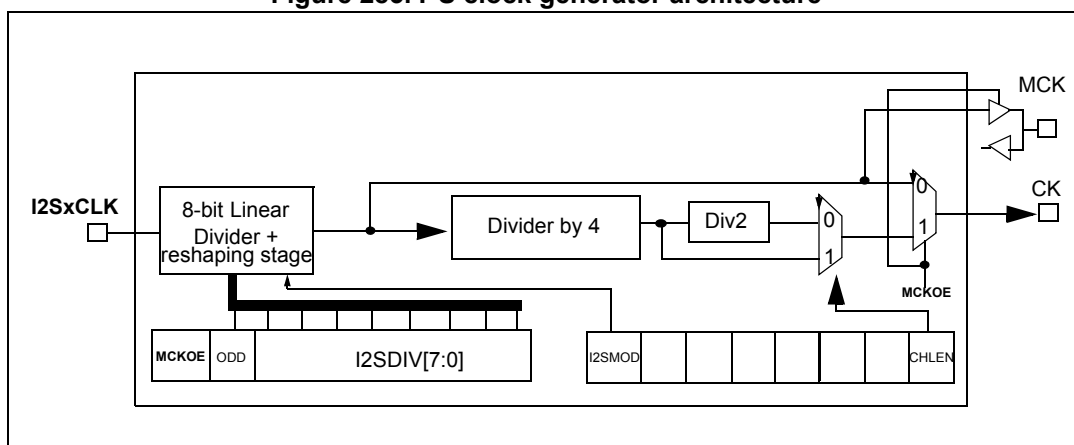 MCK
I2SxCLK
8-bit Linear
Divider +
reshaping stage
Divider by 4
Div2
0
1
0
1
CK
MCKOE
MCKOE
ODD
I2SDIV[7:0]
I2SMOD
CHLEN